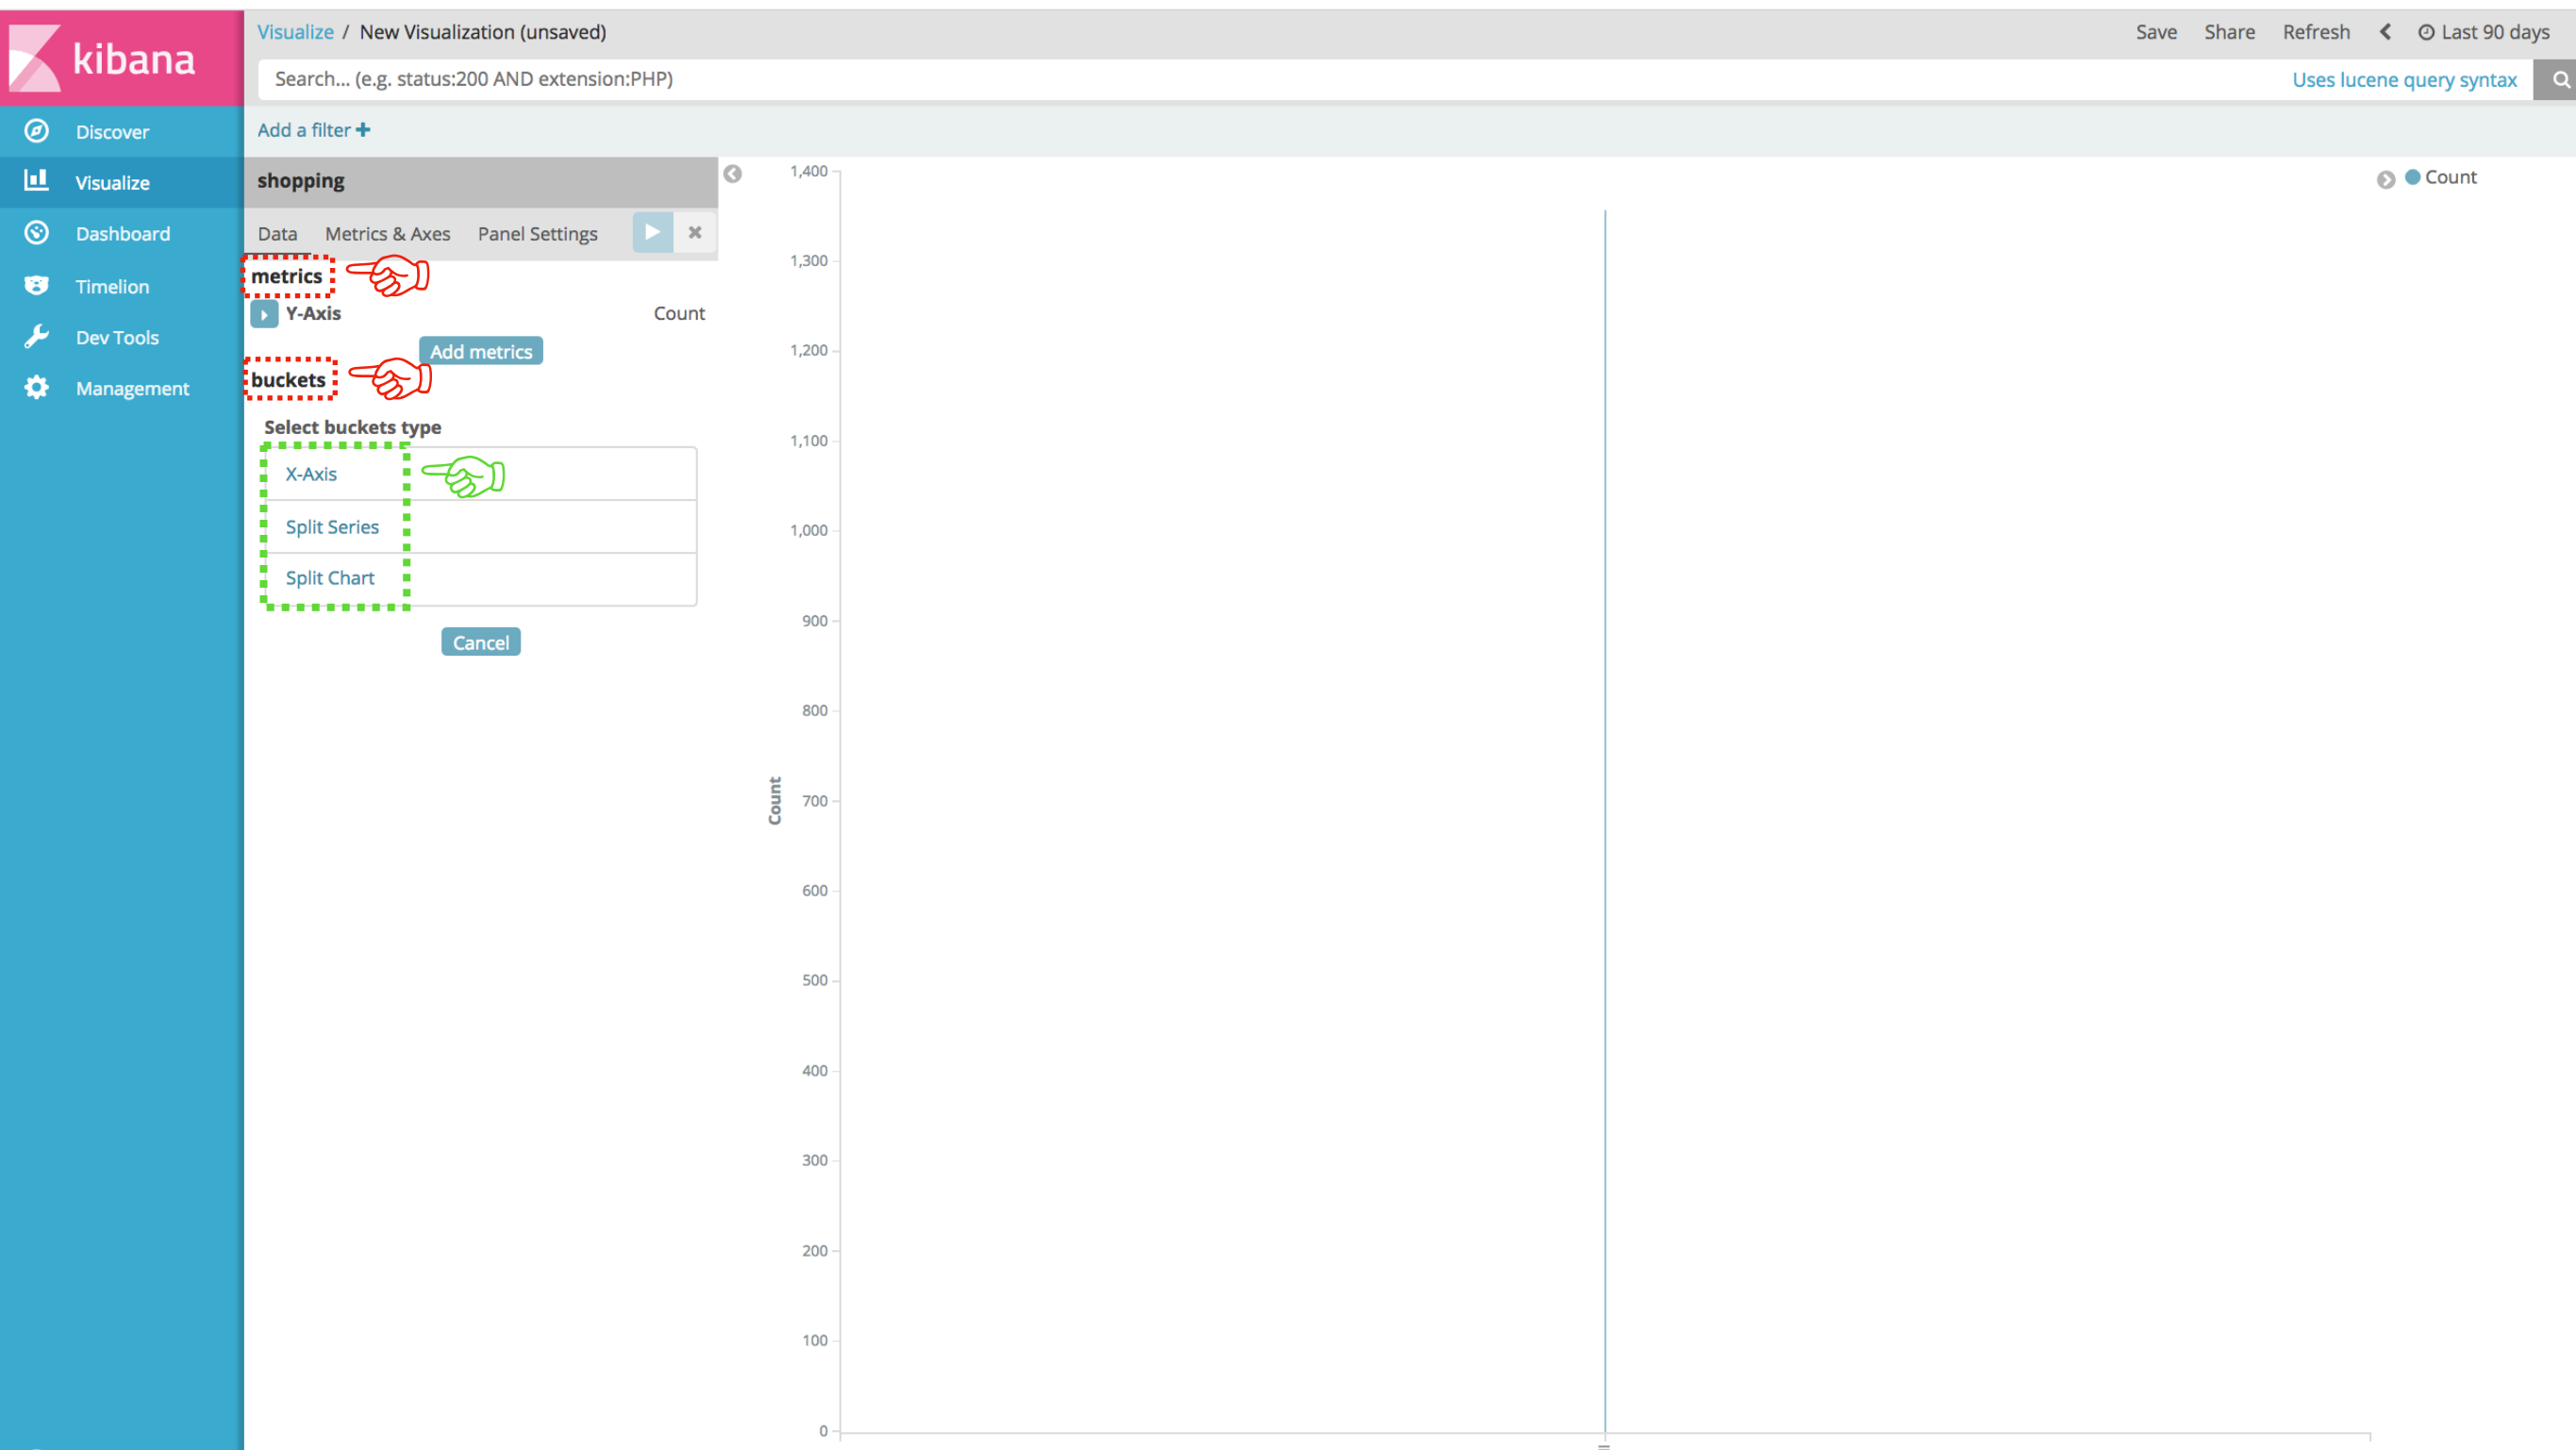 kibana
Visualize / New Visualization (unsaved)
Save Share Refresh Last 90 days
Search... (e.g. status:200 AND extension:PHP)
Uses lucene query syntax
Add a filter
Discover
Visualize
Dashboard
Timelion
Dev Tools
Management
shopping
Data Metrics & Axes Panel Settings
metrics
Y-Axis Count
Add metrics
buckets
Select buckets type
X-Axis
Split Series
Split Chart
Cancel
1,400
1,300
1,200
1,100
1,000
900
800
700
600
500
400
300
200
100
0
Count
Count